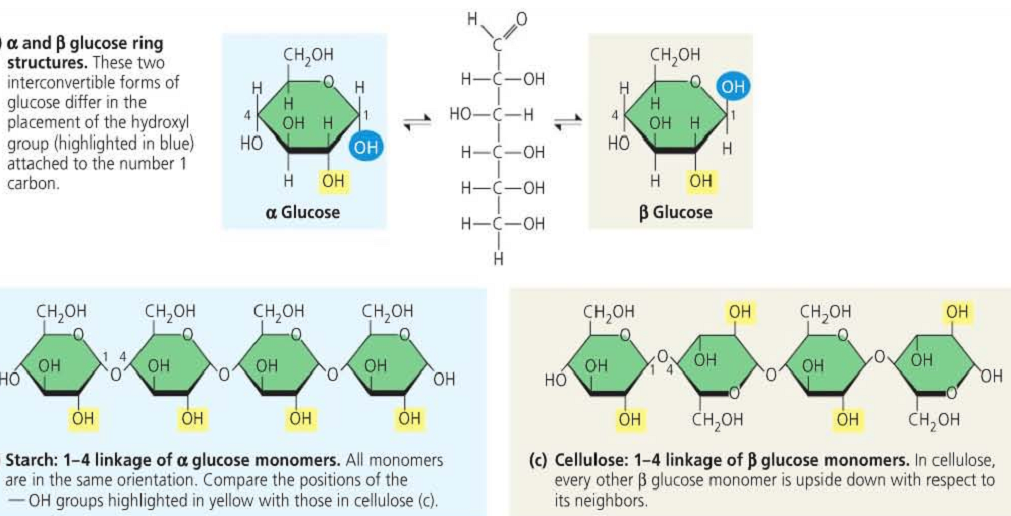 ) α and β glucose ring
structures. These two
interconvertible forms of
glucose differ in the
placement of the hydroxyl
group (highlighted in blue)
attached to the number 1
carbon.
CH₂OH
O
H H
H
4 OH H 1
HO OH
H OH
α Glucose
H O
C
H—C—OH
HO—C—H
H—C—OH
H—C—OH
H—C—OH
H
CH₂OH
O OH
H
H
4 OH H 1
HO H
H OH
β Glucose
CH₂OH CH₂OH CH₂OH CH₂OH
O O O O
OH 1 4 OH OH OH
HO O O O OH
OH OH OH OH
Starch: 1–4 linkage of α glucose monomers. All monomers
are in the same orientation. Compare the positions of the
— OH groups highlighted in yellow with those in cellulose (c).
CH₂OH OH CH₂OH OH
O O O O
OH O OH OH O OH
HO 1 4 O OH
O O
OH CH₂OH OH CH₂OH
(c) Cellulose: 1–4 linkage of β glucose monomers. In cellulose,
every other β glucose monomer is upside down with respect to
its neighbors.